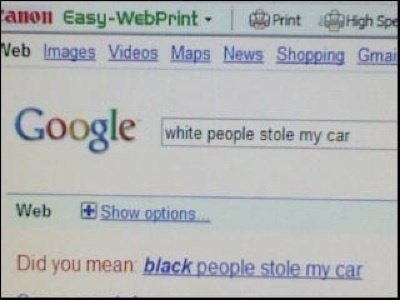 Canon Easy-WebPrint Print High Spe
Web Images Videos Maps News Shopping Gmai
Google white people stole my car
Web Show options...
Did you mean: black people stole my car